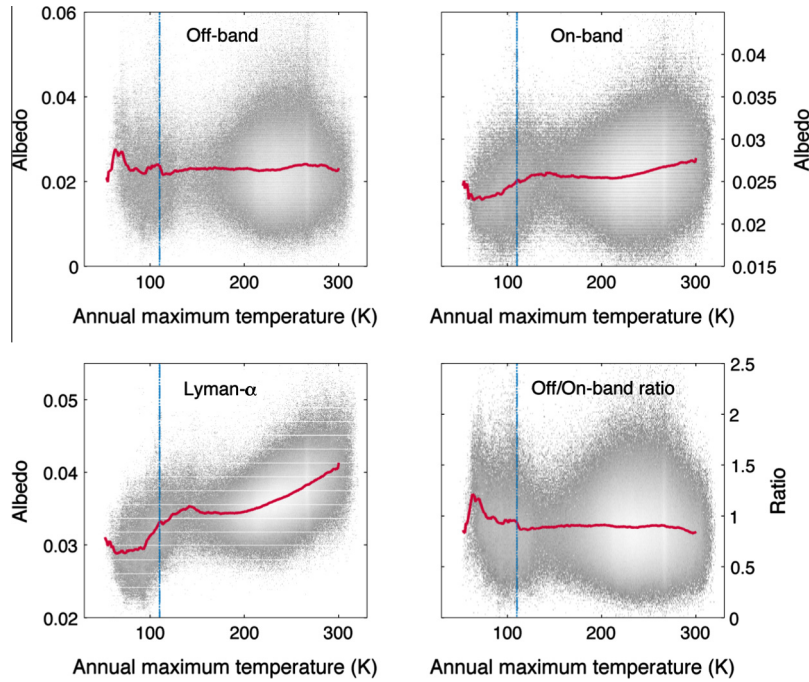 Off-band
Albedo
0.06
0.04
0.02
0
100
200
300
Annual maximum temperature (K)
On-band
Albedo
0.04
0.035
0.03
0.025
0.02
0.015
100
200
300
Annual maximum temperature (K)
Lyman-α
Albedo
0.05
0.04
0.03
0.02
100
200
300
Annual maximum temperature (K)
Off/On-band ratio
Ratio
2.5
2
1.5
1
0.5
0
100
200
300
Annual maximum temperature (K)